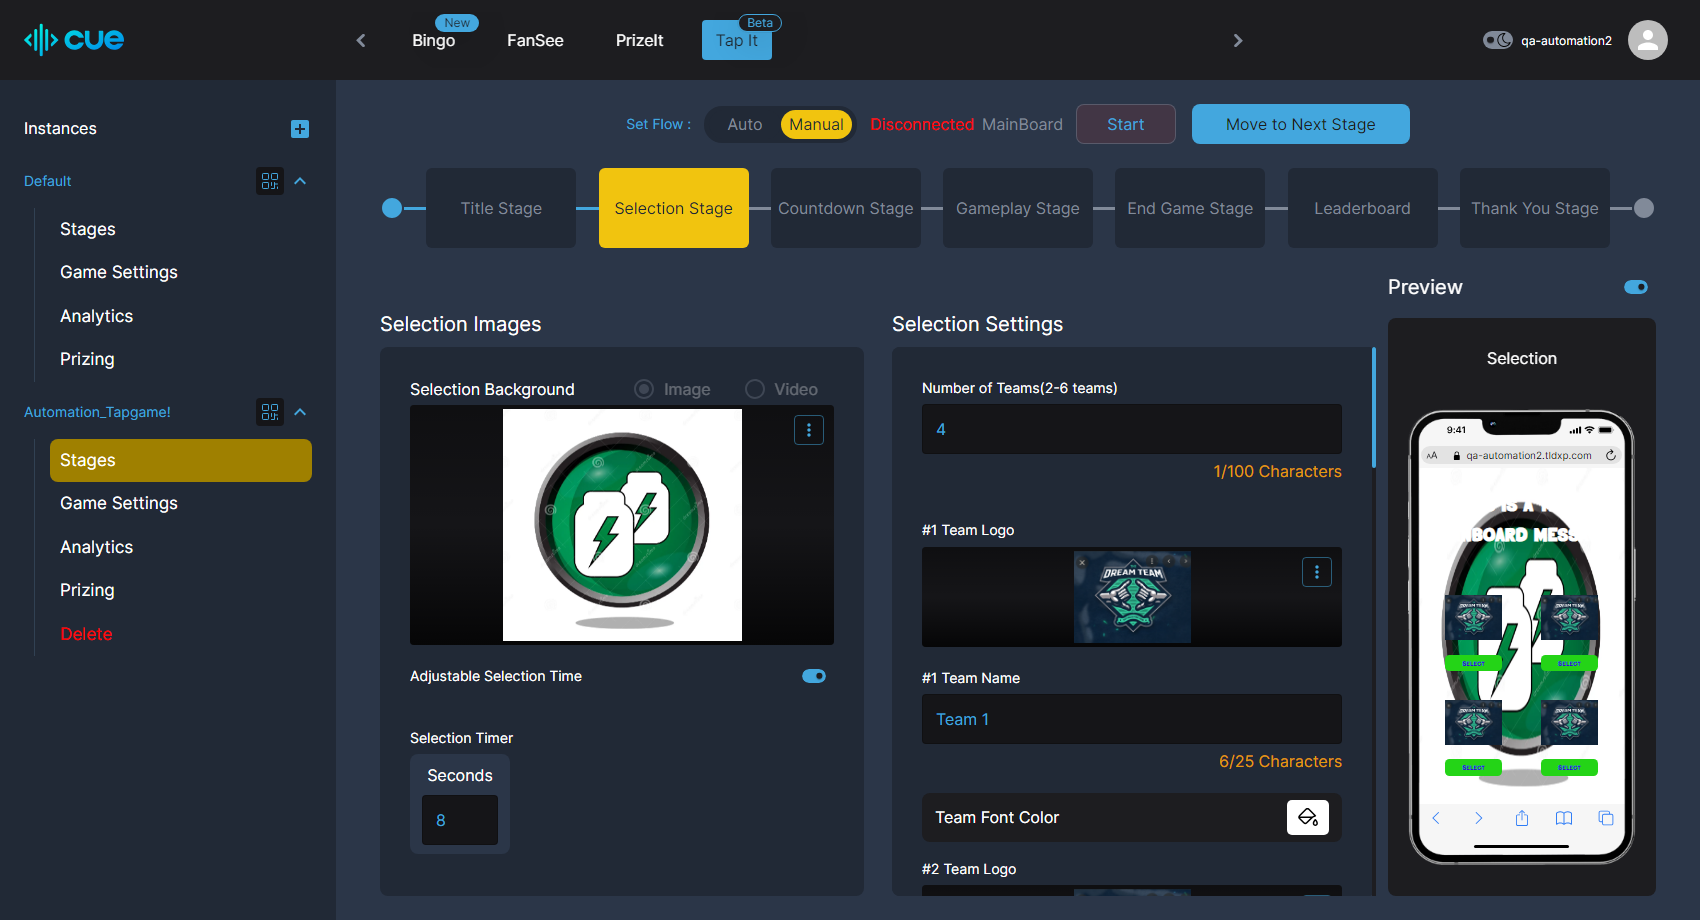 cue
New
Bingo
FanSee
PrizeIt
Beta
Tap It
qa-automation2
Instances
Default
Stages
Game Settings
Analytics
Prizing
Automation_Tapgame!
Stages
Game Settings
Analytics
Prizing
Delete
Set Flow :
Auto
Manual
Disconnected MainBoard
Start
Move to Next Stage
Title Stage
Selection Stage
Countdown Stage
Gameplay Stage
End Game Stage
Leaderboard
Thank You Stage
Selection Images
Selection Background
Image
Video
Adjustable Selection Time
Selection Timer
Seconds
8
Selection Settings
Number of Teams(2-6 teams)
4
1/100 Characters
#1 Team Logo
DREAM TEAM
#1 Team Name
Team 1
6/25 Characters
Team Font Color
#2 Team Logo
Preview
Selection
9:41
AA
qa-automation2.tldxp.com
IS A
BOARD MESS
DREAM TEAM
DREAM TEAM
SELECT
SELECT
DREAM TEAM
DREAM TEAM
SELECT
SELECT